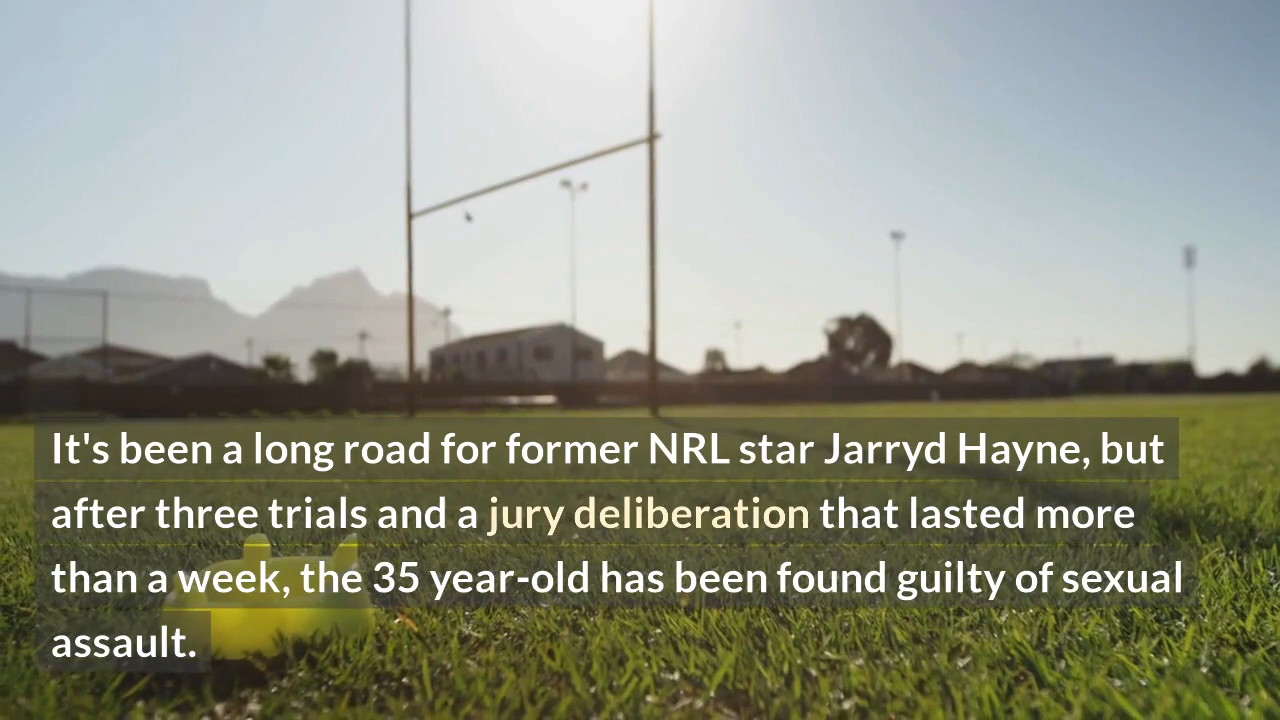 It's been a long road for former NRL star Jarryd Hayne, but
after three trials and a jury deliberation that lasted more
than a week, the 35 year-old has been found guilty of sexual
assault.